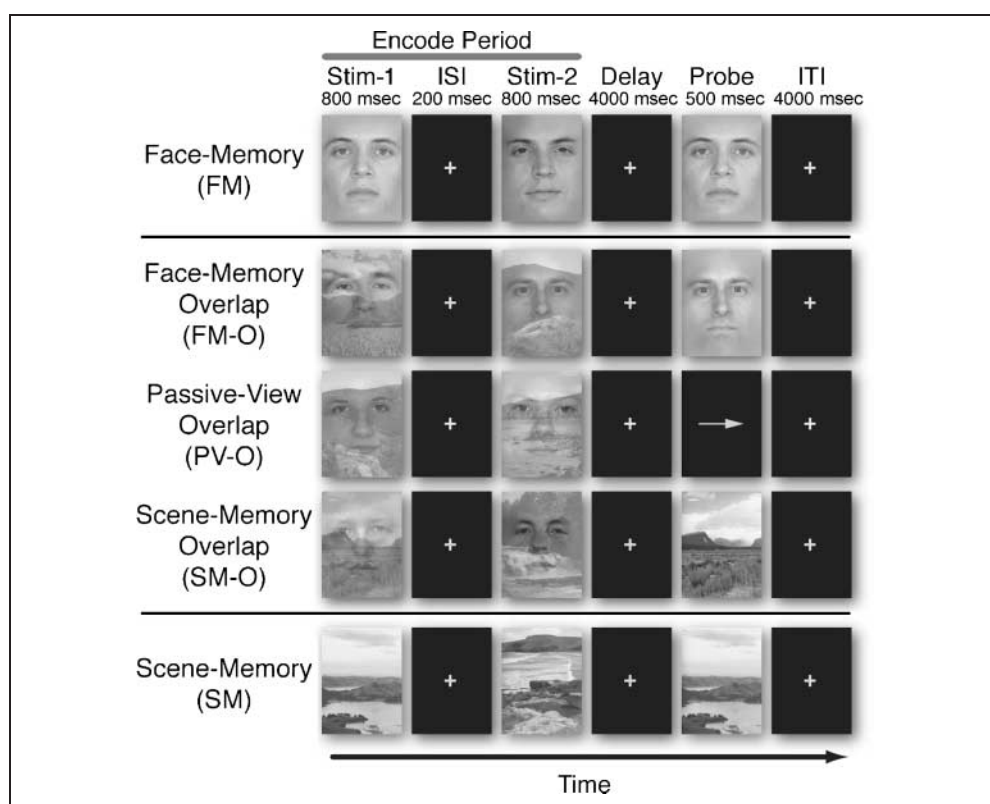 Encode Period
Stim-1 ISI Stim-2 Delay Probe ITI
800 msec 200 msec 800 msec 4000 msec 500 msec 4000 msec
Face-Memory
(FM)
Face-Memory
Overlap
(FM-O)
Passive-View
Overlap
(PV-O)
Scene-Memory
Overlap
(SM-O)
Scene-Memory
(SM)
Time